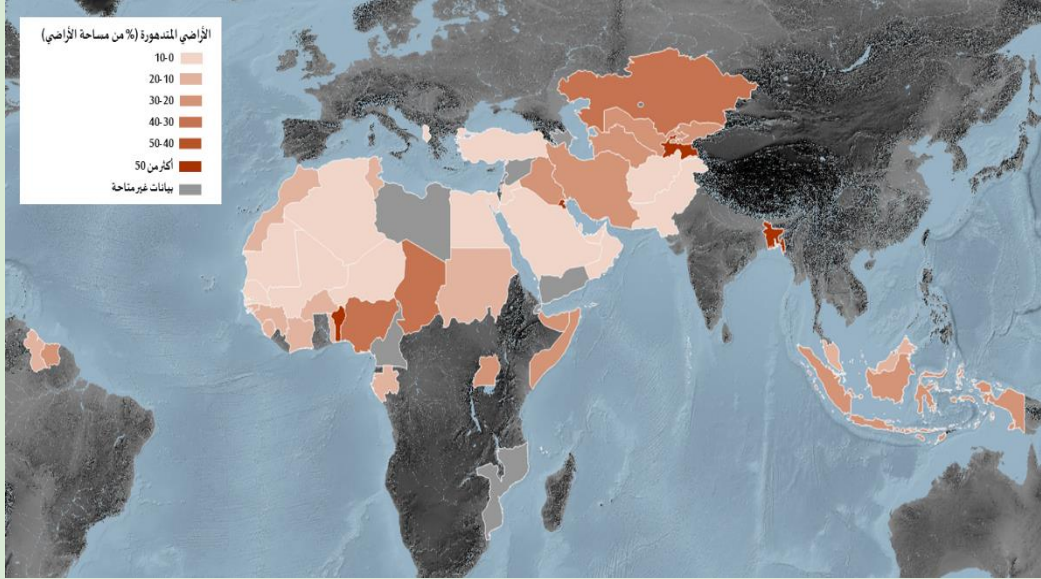 الأراضي المتدهورة (% من مساحة الأراضي)
10-0
20-10
30-20
40-30
50-40
أكثر من 50
بيانات غير متاحة